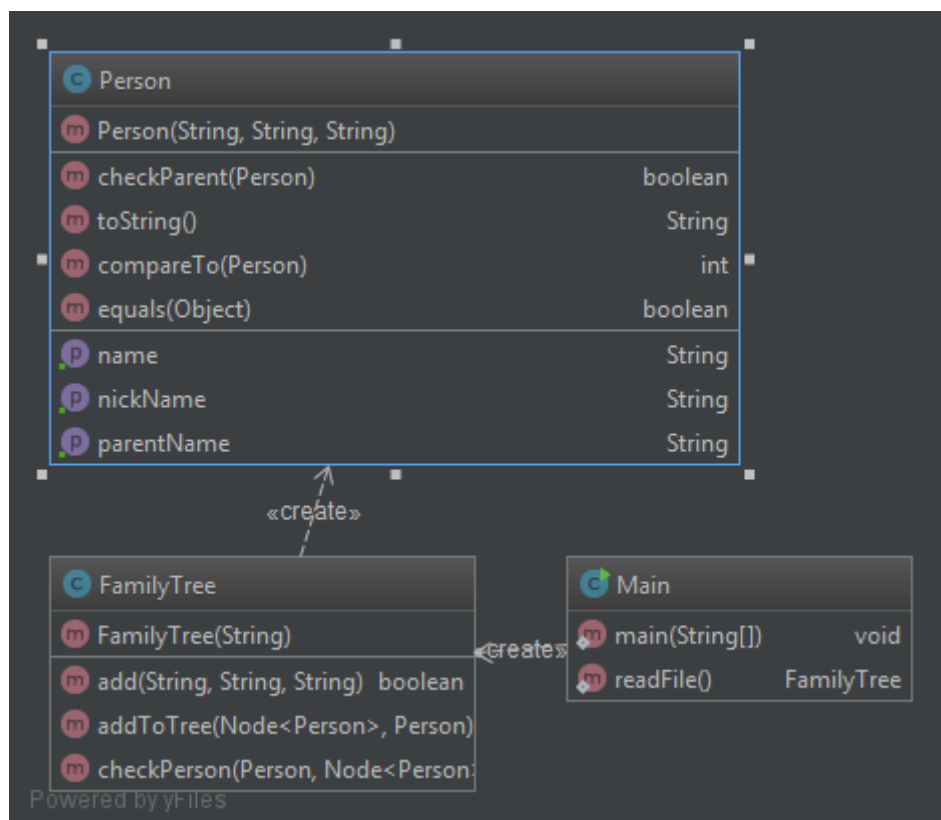 Person
Person(String, String, String)
checkParent(Person) boolean
toString() String
compareTo(Person) int
equals(Object) boolean
name String
nickName String
parentName String
«create»
FamilyTree
FamilyTree(String)
add(String, String, String) boolean
addToTree(Node<Person>, Person)
checkPerson(Person, Node<Person>
«create»
Main
main(String[]) void
readFile() FamilyTree
Powered by yFiles